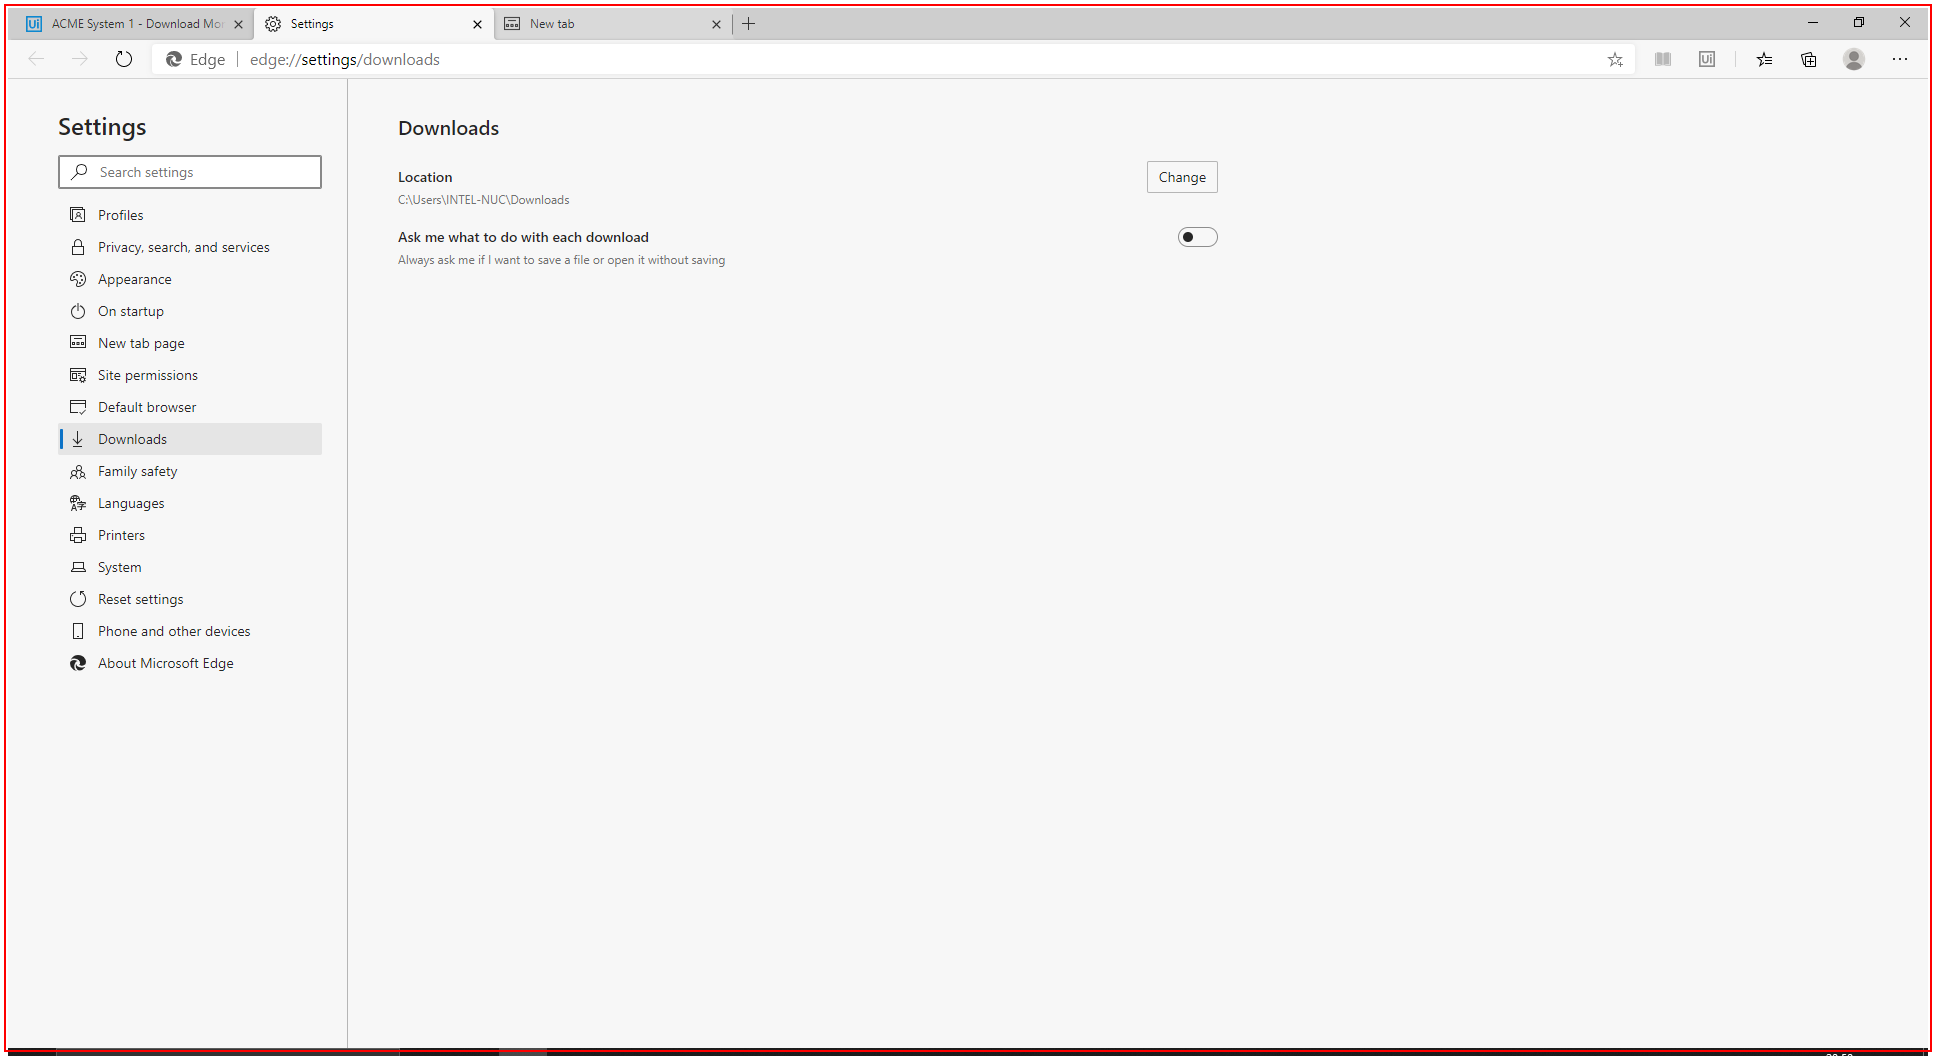 Ui ACME System 1 - Download Mo
Settings
New tab
Edge edge://settings/downloads
Ui
Settings
Search settings
Profiles
Privacy, search, and services
Appearance
On startup
New tab page
Site permissions
Default browser
Downloads
Family safety
Languages
Printers
System
Reset settings
Phone and other devices
About Microsoft Edge
Downloads
Location
C:\Users\INTEL-NUC\Downloads
Change
Ask me what to do with each download
Always ask me if I want to save a file or open it without saving